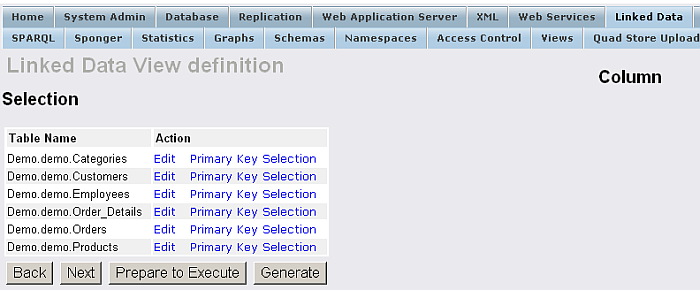 Home System Admin Database Replication Web Application Server XML Web Services Linked Data
SPARQL Sponger Statistics Graphs Schemas Namespaces Access Control Views Quad Store Upload
Linked Data View definition
Column
Selection
Table Name Action
Demo.demo.Categories Edit Primary Key Selection
Demo.demo.Customers Edit Primary Key Selection
Demo.demo.Employees Edit Primary Key Selection
Demo.demo.Order_Details Edit Primary Key Selection
Demo.demo.Orders Edit Primary Key Selection
Demo.demo.Products Edit Primary Key Selection
Back Next Prepare to Execute Generate